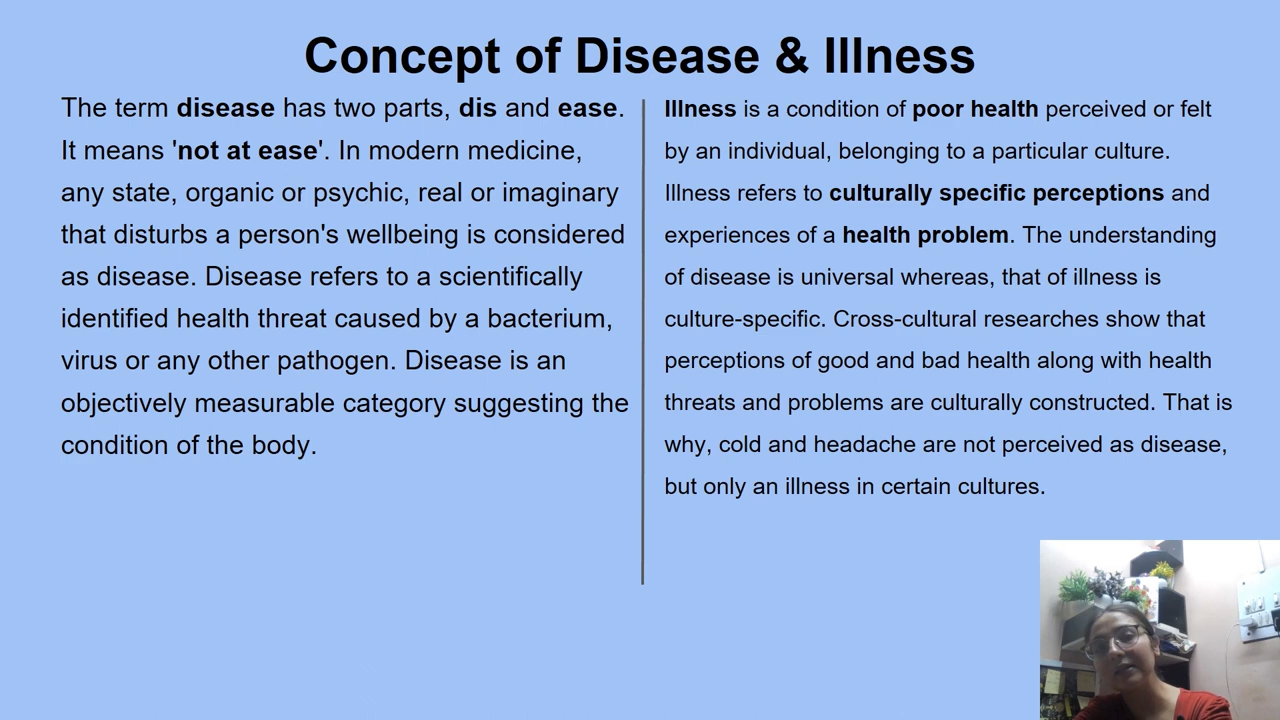 Concept of Disease & Illness
The term disease has two parts, dis and ease.
It means 'not at ease'. In modern medicine,
any state, organic or psychic, real or imaginary
that disturbs a person's wellbeing is considered
as disease. Disease refers to a scientifically
identified health threat caused by a bacterium,
virus or any other pathogen. Disease is an
objectively measurable category suggesting the
condition of the body.
Illness is a condition of poor health perceived or felt
by an individual, belonging to a particular culture.
Illness refers to culturally specific perceptions and
experiences of a health problem. The understanding
of disease is universal whereas, that of illness is
culture-specific. Cross-cultural researches show that
perceptions of good and bad health along with health
threats and problems are culturally constructed. That is
why, cold and headache are not perceived as disease,
but only an illness in certain cultures.